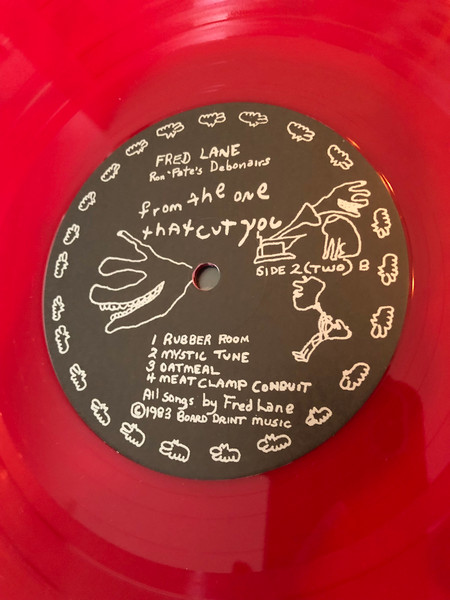 FRED LANE
Ron 'Pate's Debonairs
from the one
that CUT YOU
SIDE 2 (TWO) B
1 RUBBER ROOM
2 MYSTIC TUNE
3 OATMEAL
4 MEAT CLAMP CONDUIT
All songs by Fred Lane
©1983 BOARD DRINT MUSIC